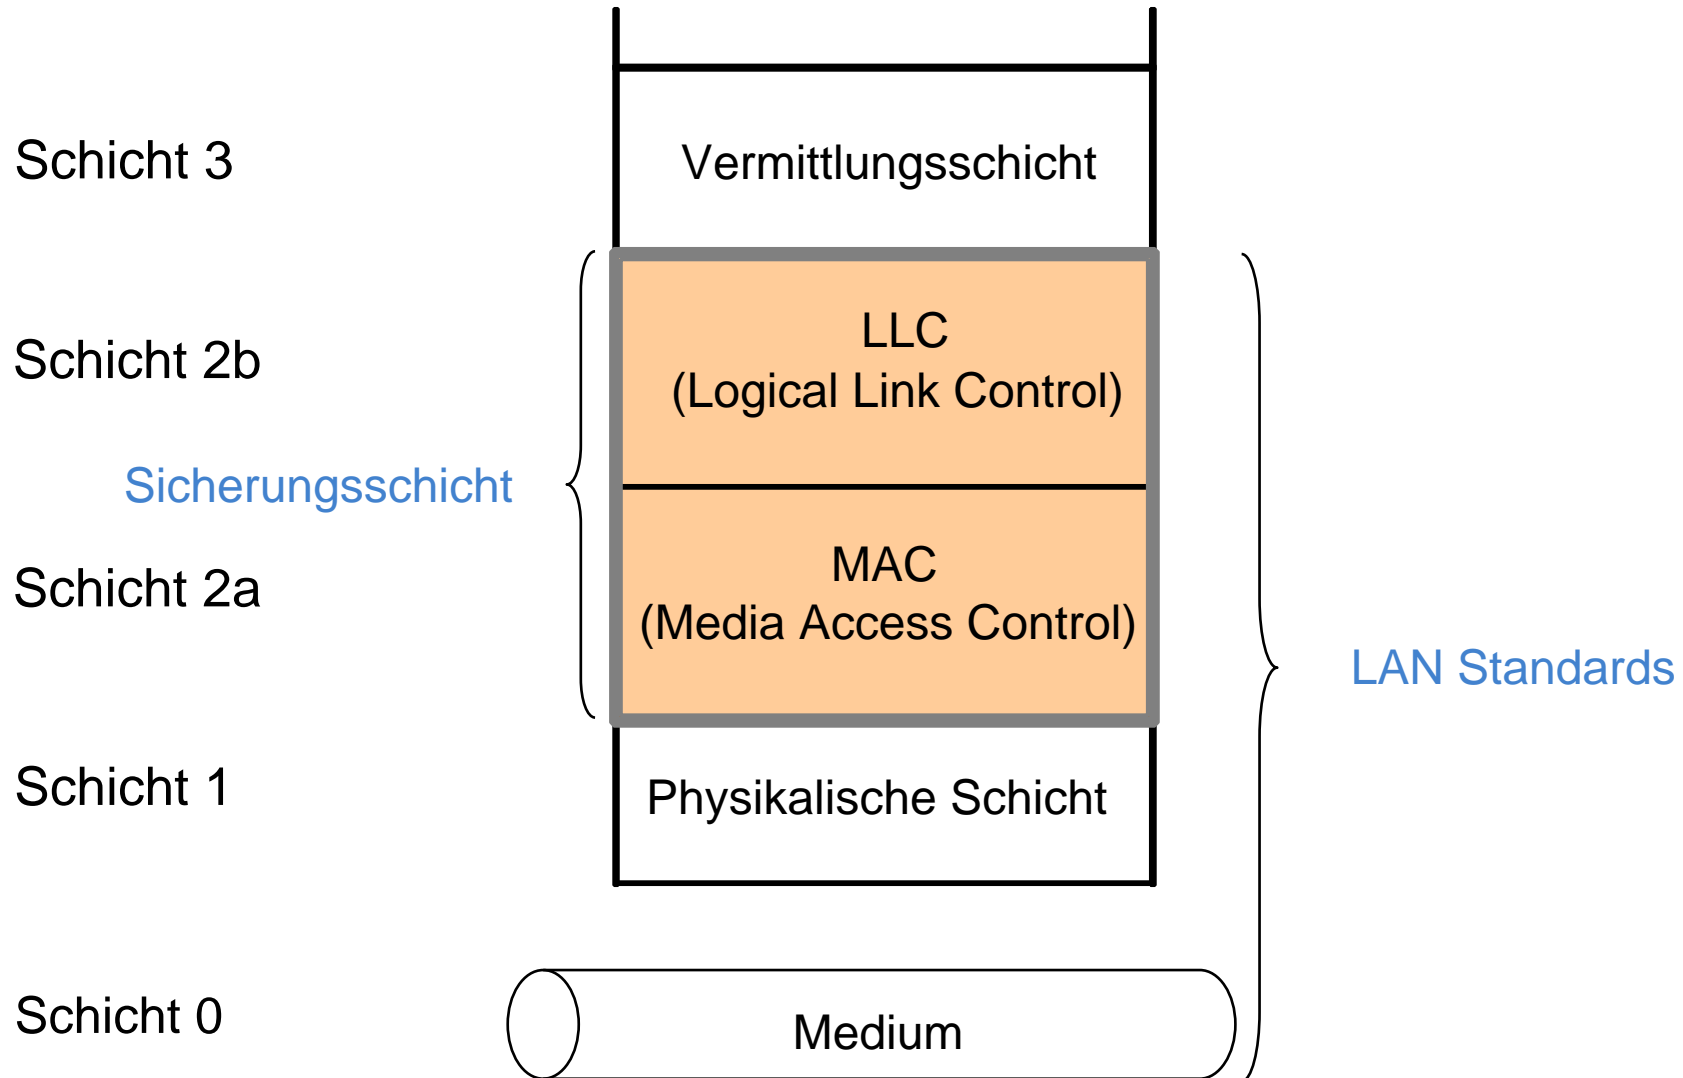 Schicht 3
Vermittlungsschicht
Schicht 2b
LLC
(Logical Link Control)
Sicherungsschicht
Schicht 2a
MAC
(Media Access Control)
LAN Standards
Schicht 1
Physikalische Schicht
Schicht 0
Medium